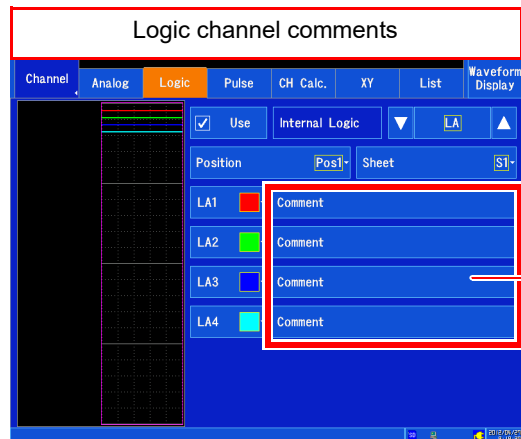 Logic channel comments
Channel Analog Logic Pulse CH Calc. XY List Waveform Display
Use Internal Logic LA
Position Pos1 Sheet S1
LA1 Comment
LA2 Comment
LA3 Comment
LA4 Comment